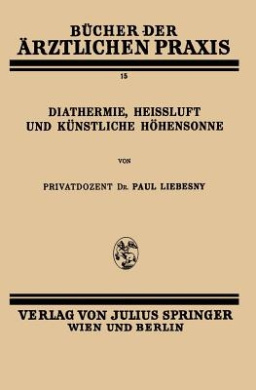 BÜCHER DER
ÄRZTLICHEN PRAXIS
15
DIATHERMIE, HEISSLUFT
UND KÜNSTLICHE HÖHENSONNE
VON
PRIVATDOZENT DR. PAUL LIEBESNY
VERLAG VON JULIUS SPRINGER
WIEN UND BERLIN